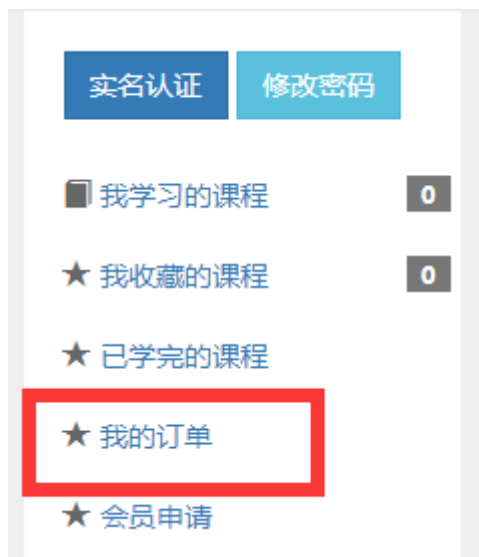 实名认证 修改密码
我学习的课程 0
我收藏的课程 0
已学完的课程
我的订单
会员申请